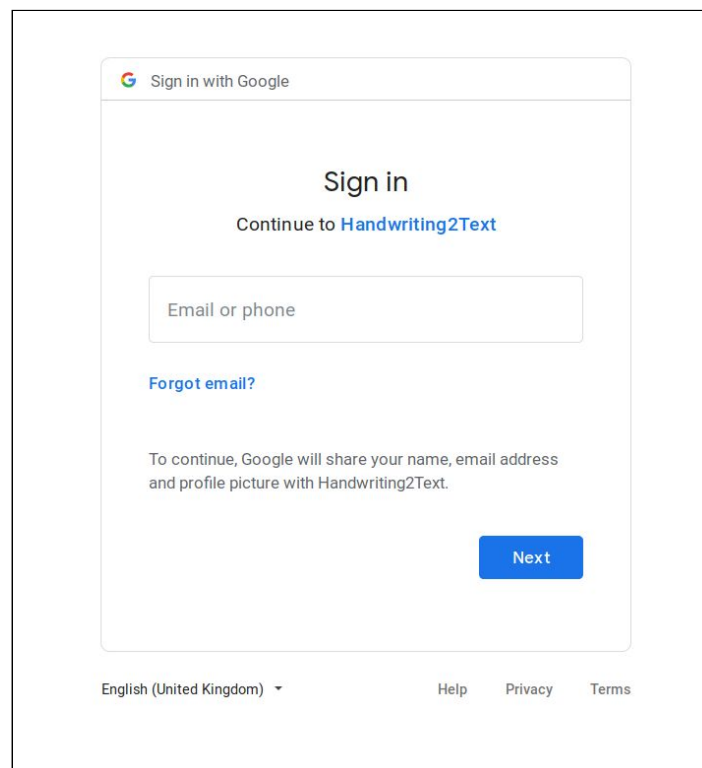 Sign in with Google
Sign in
Continue to Handwriting2Text
Email or phone
Forgot email?
To continue, Google will share your name, email address
and profile picture with Handwriting2Text.
Next
English (United Kingdom) Help Privacy Terms